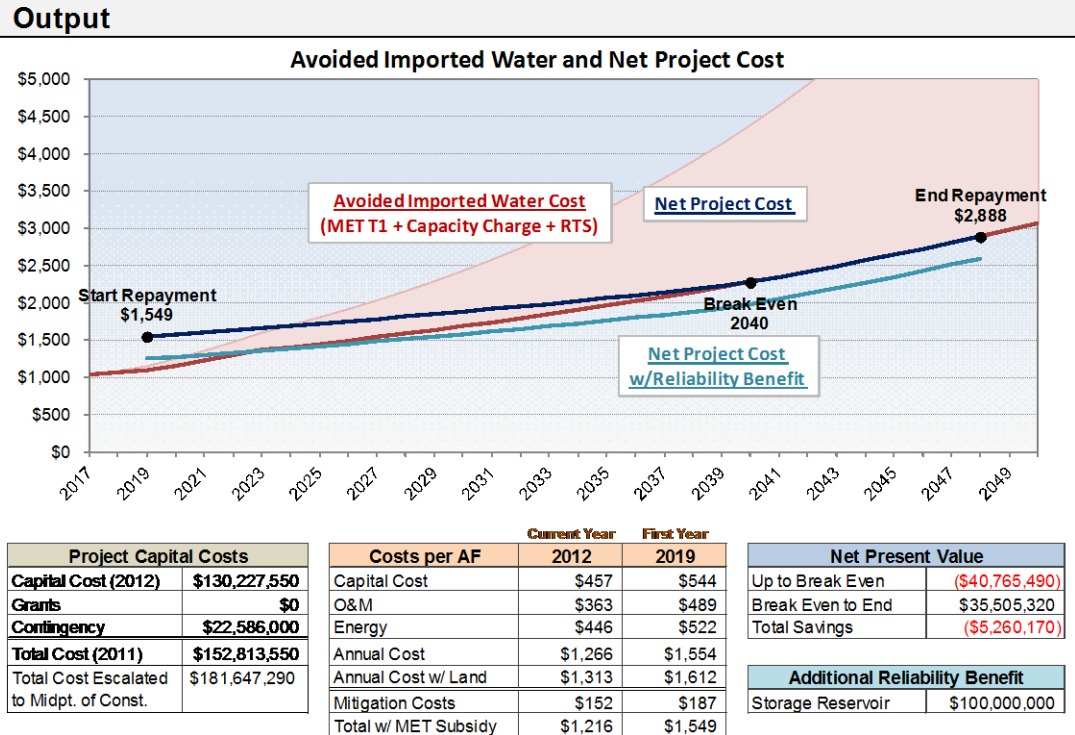 Output
Avoided Imported Water and Net Project Cost
$5,000
$4,500
$4,000
$3,500
$3,000
$2,500
$2,000
$1,500
$1,000
$500
$0
Avoided Imported Water Cost
(MET T1 + Capacity Charge + RTS)
Net Project Cost
End Repayment
$2,888
Start Repayment
$1,549
Break Even
2040
Net Project Cost
w/Reliability Benefit
2017 2019 2021 2023 2025 2027 2029 2031 2033 2035 2037 2039 2041 2043 2045 2047 2049
Project Capital Costs
Capital Cost (2012) $130,227,550
Grants $0
Contingency $22,586,000
Total Cost (2011) $152,813,550
Total Cost Escalated $181,647,290
to Midpt. of Const.
Current Year First Year
Costs per AF 2012 2019
Capital Cost $457 $544
O&M $363 $489
Energy $446 $522
Annual Cost $1,266 $1,554
Annual Cost w/ Land $1,313 $1,612
Mitigation Costs $152 $187
Total w/ MET Subsidy $1,216 $1,549
Net Present Value
Up to Break Even ($40,765,490)
Break Even to End $35,505,320
Total Savings ($5,260,170)
Additional Reliability Benefit
Storage Reservoir $100,000,000